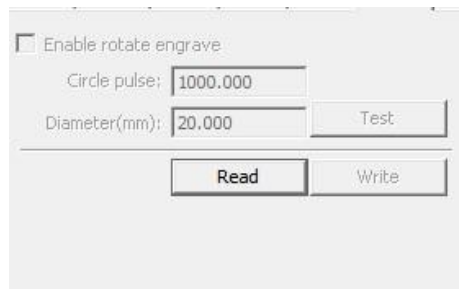 Enable rotate engrave
Circle pulse: 1000.000
Diameter(mm): 20.000 Test
Read Write